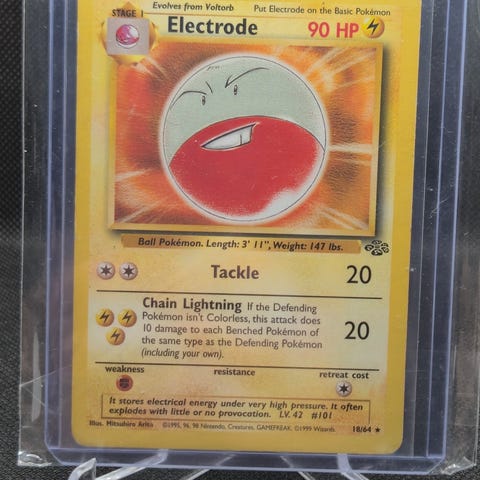 STAGE 1
Evolves from Voltorb
Put Electrode on the Basic Pokémon
Electrode
90 HP
Ball Pokémon. Length: 3' 11", Weight: 147 lbs.
Tackle 20
Chain Lightning If the Defending
Pokémon isn't Colorless, this attack does
10 damage to each Benched Pokémon of
the same type as the Defending Pokémon
(including your own).
20
weakness resistance retreat cost
It stores electrical energy under very high pressure. It often
explodes with little or no provocation. LV. 42 #101
Illus. Mitsuhiro Arita ©1995, 96, 98 Nintendo, Creatures, GAMEFREAK. ©1999 Wizards. 18/64 ★